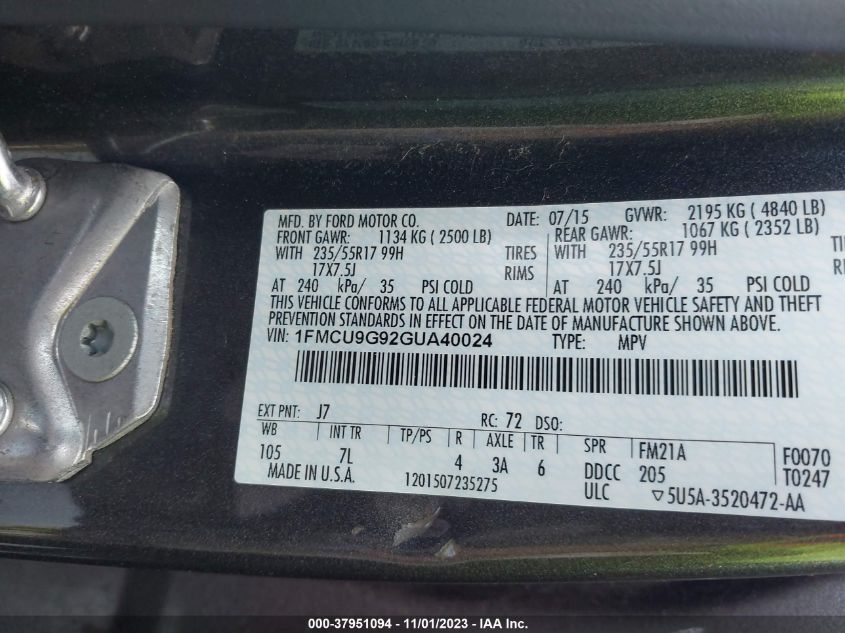 MFD. BY FORD MOTOR CO. DATE: 07/15 GVWR: 2195 KG ( 4840 LB)
FRONT GAWR: 1134 KG ( 2500 LB) REAR GAWR: 1067 KG ( 2352 LB)
WITH 235/55R17 99H TIRES WITH 235/55R17 99H TIRE
17X7.5J RIMS 17X7.5J RI
AT 240 kPa/ 35 PSI COLD AT 240 kPa/ 35 PSI COLD
THIS VEHICLE CONFORMS TO ALL APPLICABLE FEDERAL MOTOR VEHICLE SAFETY AND THEFT
PREVENTION STANDARDS IN EFFECT ON THE DATE OF MANUFACTURE SHOWN ABOVE.
VIN: 1FMCU9G92GUA40024 TYPE: MPV
EXT PNT: J7 RC: 72 DSO:
WB INT TR TP/PS R AXLE TR SPR FM21A F0070
105 7L 4 3A 6 DDCC 205 T0247
MADE IN U.S.A. 1201507235275 ULC ▽5U5A-3520472-AA
000-37951094 - 11/01/2023 - IAA Inc.